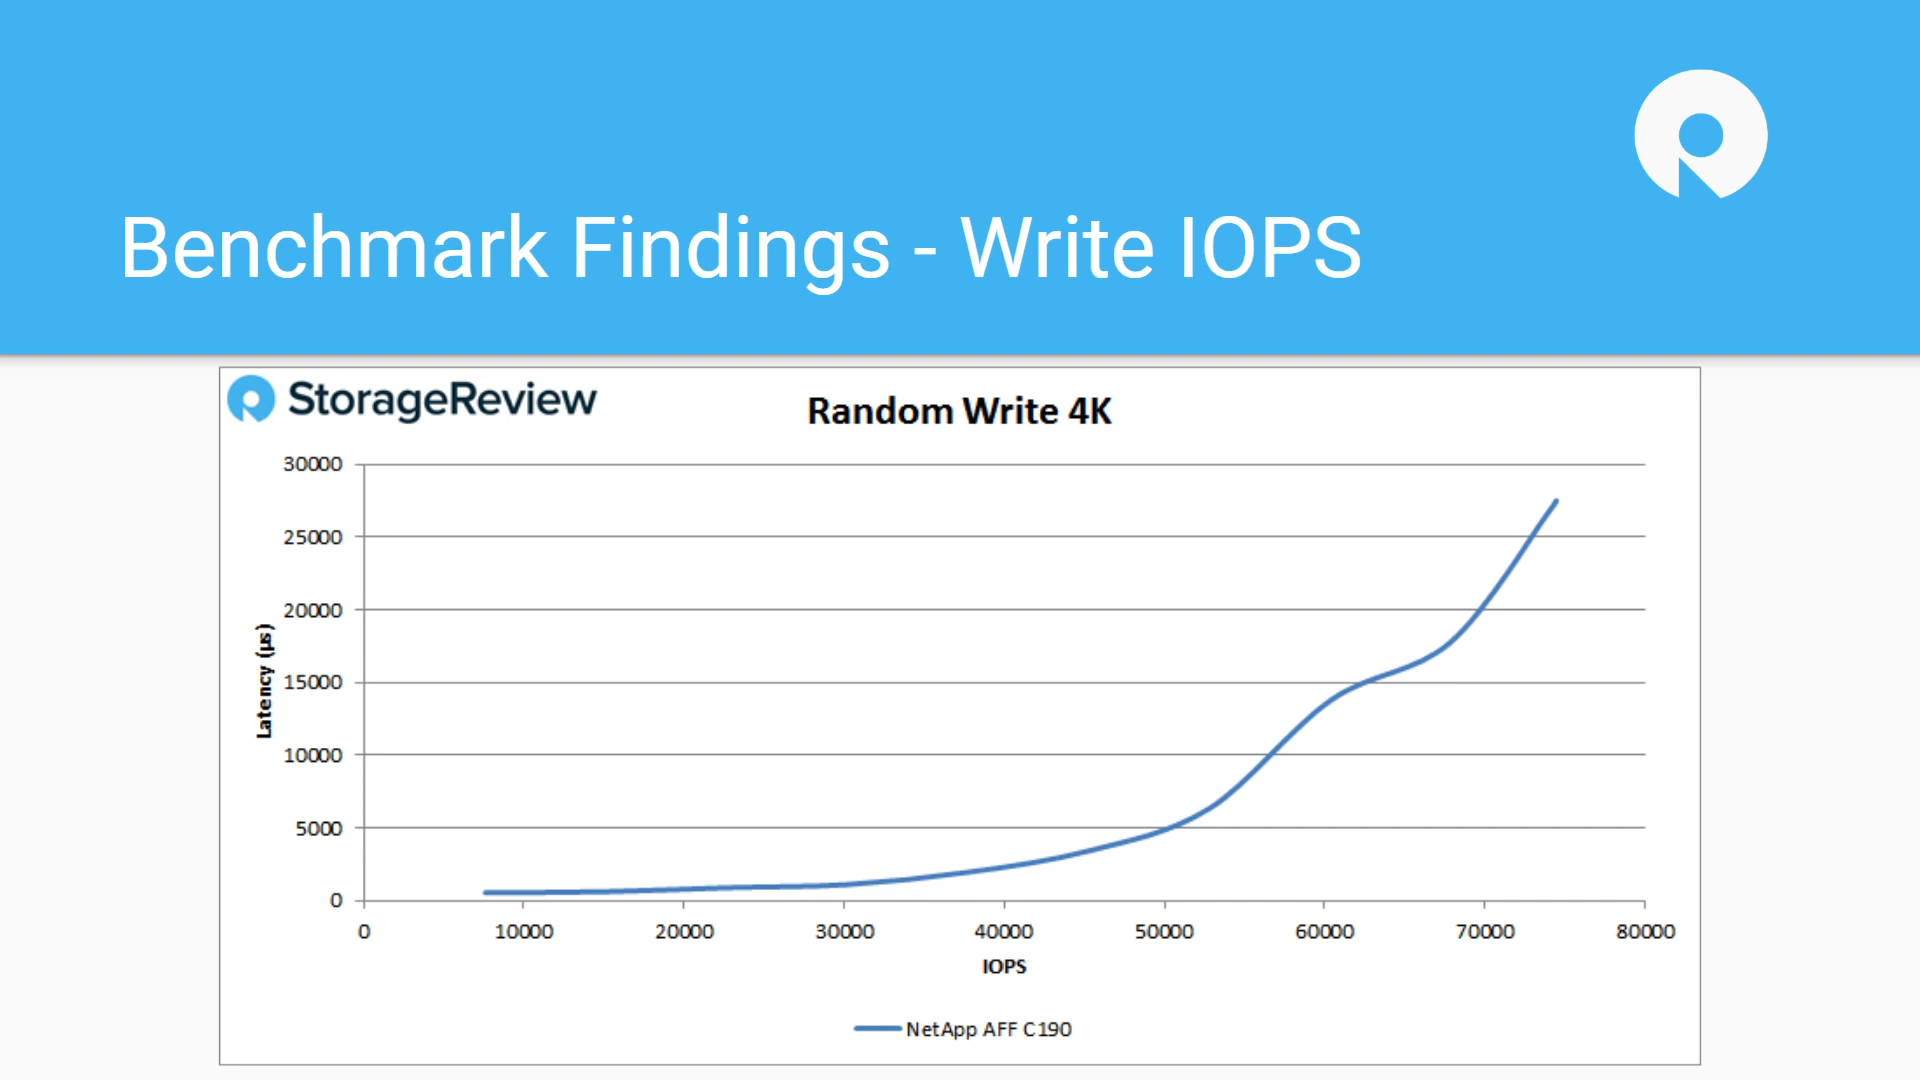 Benchmark Findings - Write IOPS
StorageReview
Random Write 4K
30000
25000
20000
15000
10000
5000
0
Latency (µs)
0 10000 20000 30000 40000 50000 60000 70000 80000
IOPS
NetApp AFF C190